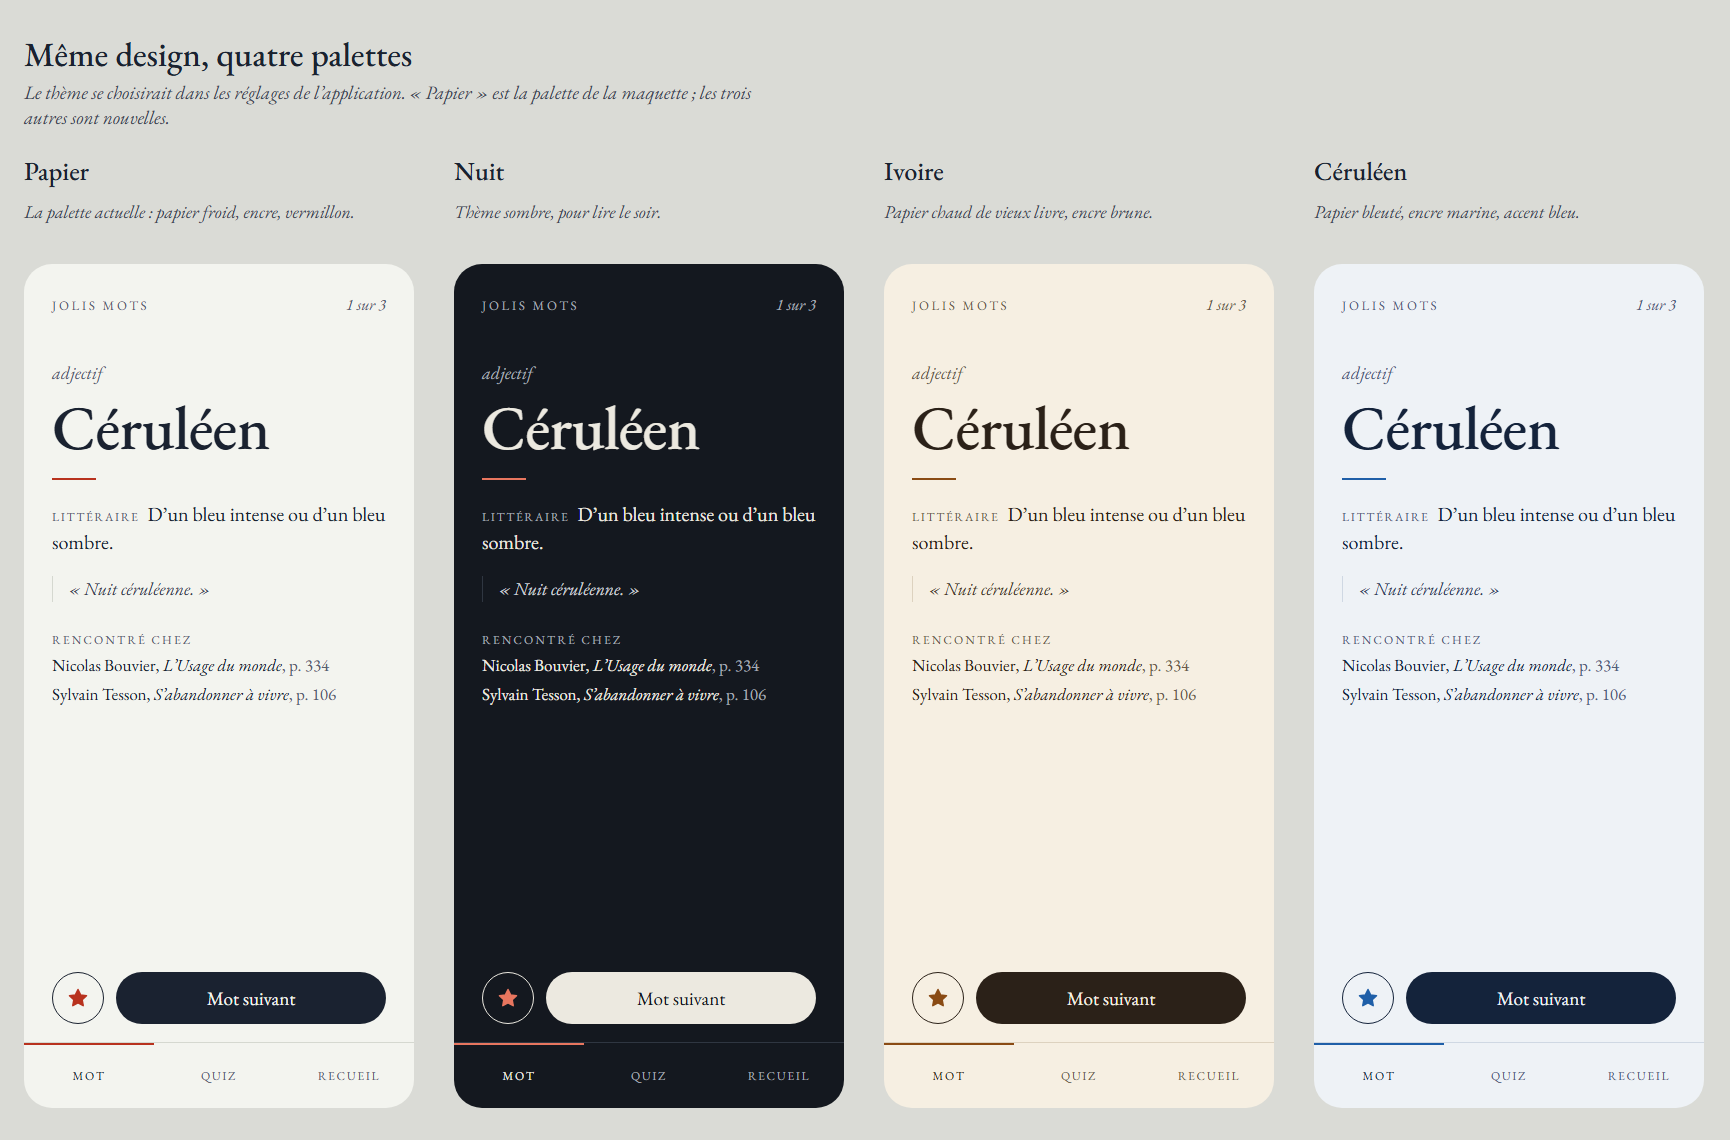 Même design, quatre palettes
Le thème se choisirait dans les réglages de l’application. « Papier » est la palette de la maquette ; les trois
autres sont nouvelles.
Papier
La palette actuelle : papier froid, encre, vermillon.
JOLIS MOTS
1 sur 3
adjectif
Céruléen
LITTÉRAIRE D’un bleu intense ou d’un bleu
sombre.
« Nuit céruléenne. »
RENCONTRÉ CHEZ
Nicolas Bouvier, L’Usage du monde, p. 334
Sylvain Tesson, S’abandonner à vivre, p. 106
Mot suivant
MOT QUIZ RECUEIL
Nuit
Thème sombre, pour lire le soir.
JOLIS MOTS
1 sur 3
adjectif
Céruléen
LITTÉRAIRE D’un bleu intense ou d’un bleu
sombre.
« Nuit céruléenne. »
RENCONTRÉ CHEZ
Nicolas Bouvier, L’Usage du monde, p. 334
Sylvain Tesson, S’abandonner à vivre, p. 106
Mot suivant
MOT QUIZ RECUEIL
Ivoire
Papier chaud de vieux livre, encre brune.
JOLIS MOTS
1 sur 3
adjectif
Céruléen
LITTÉRAIRE D’un bleu intense ou d’un bleu
sombre.
« Nuit céruléenne. »
RENCONTRÉ CHEZ
Nicolas Bouvier, L’Usage du monde, p. 334
Sylvain Tesson, S’abandonner à vivre, p. 106
Mot suivant
MOT QUIZ RECUEIL
Céruléen
Papier bleuté, encre marine, accent bleu.
JOLIS MOTS
1 sur 3
adjectif
Céruléen
LITTÉRAIRE D’un bleu intense ou d’un bleu
sombre.
« Nuit céruléenne. »
RENCONTRÉ CHEZ
Nicolas Bouvier, L’Usage du monde, p. 334
Sylvain Tesson, S’abandonner à vivre, p. 106
Mot suivant
MOT QUIZ RECUEIL